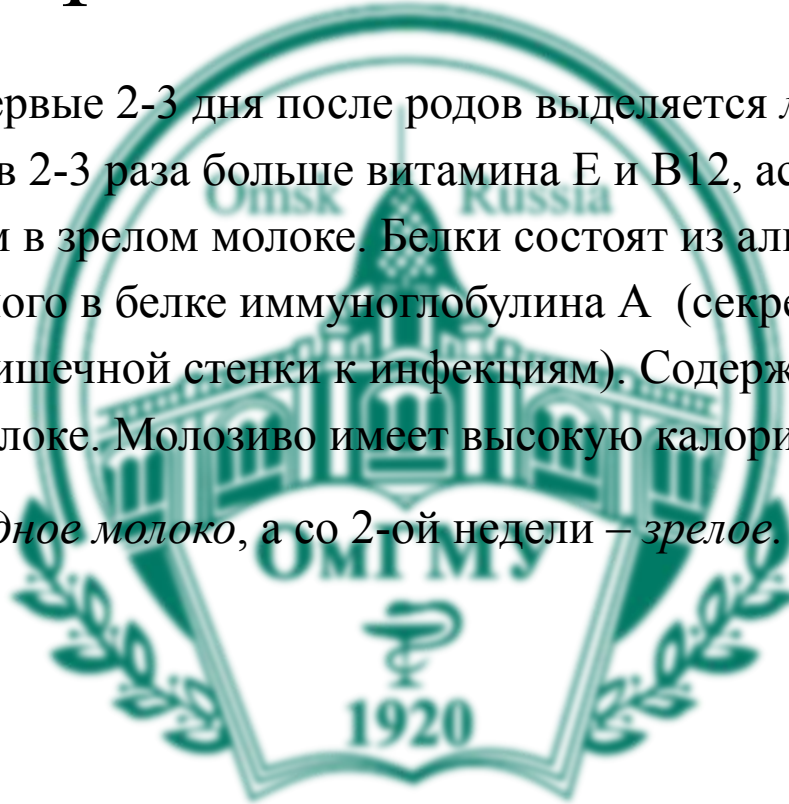 ервые 2-3 дня после родов выделяется
в 2-3 раза больше витамина Е и В12, ас
м в зрелом молоке. Белки состоят из аль
ного в белке иммуноглобулина А (секре
ишечной стенки к инфекциям). Содерж
локе. Молозиво имеет высокую калори
дное молоко, а со 2-ой недели – зрелое.
Omsk Russia
ОмГМУ
1920